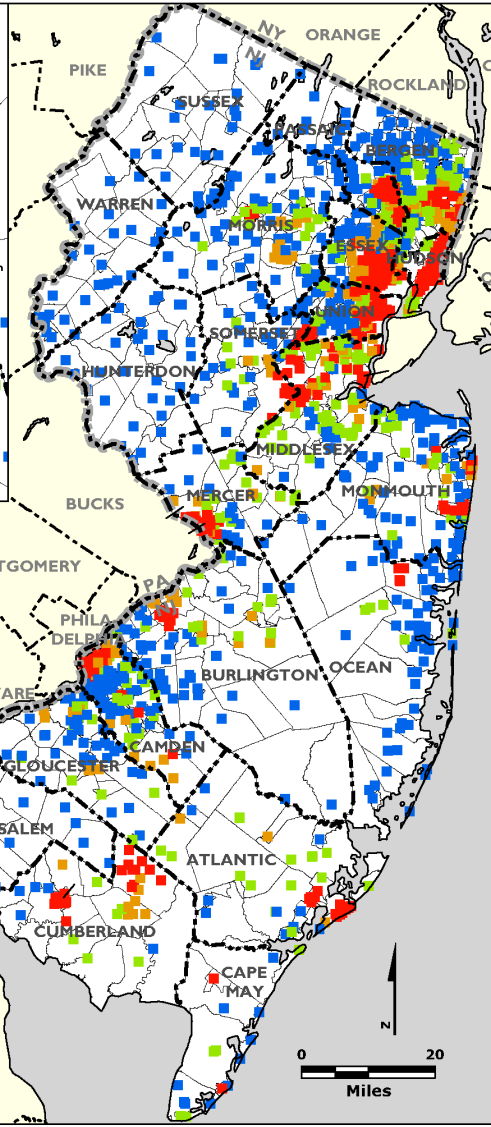 NY
ORANGE
NJ
PIKE
ROCKLAND
SUSSEX
PASSAIC
BERGEN
WARREN
MORRIS
ESSEX
HUDSON
UNION
SOMERSET
HUNTERDON
MIDDLESEX
MERCER
MONMOUTH
BUCKS
TGOMERY
PA
NJ
PHILA
DELPHIA
BURLINGTON
OCEAN
ARE
CAMDEN
GLOUCESTER
SALEM
ATLANTIC
CUMBERLAND
CAPE
MAY
N
0 20
Miles